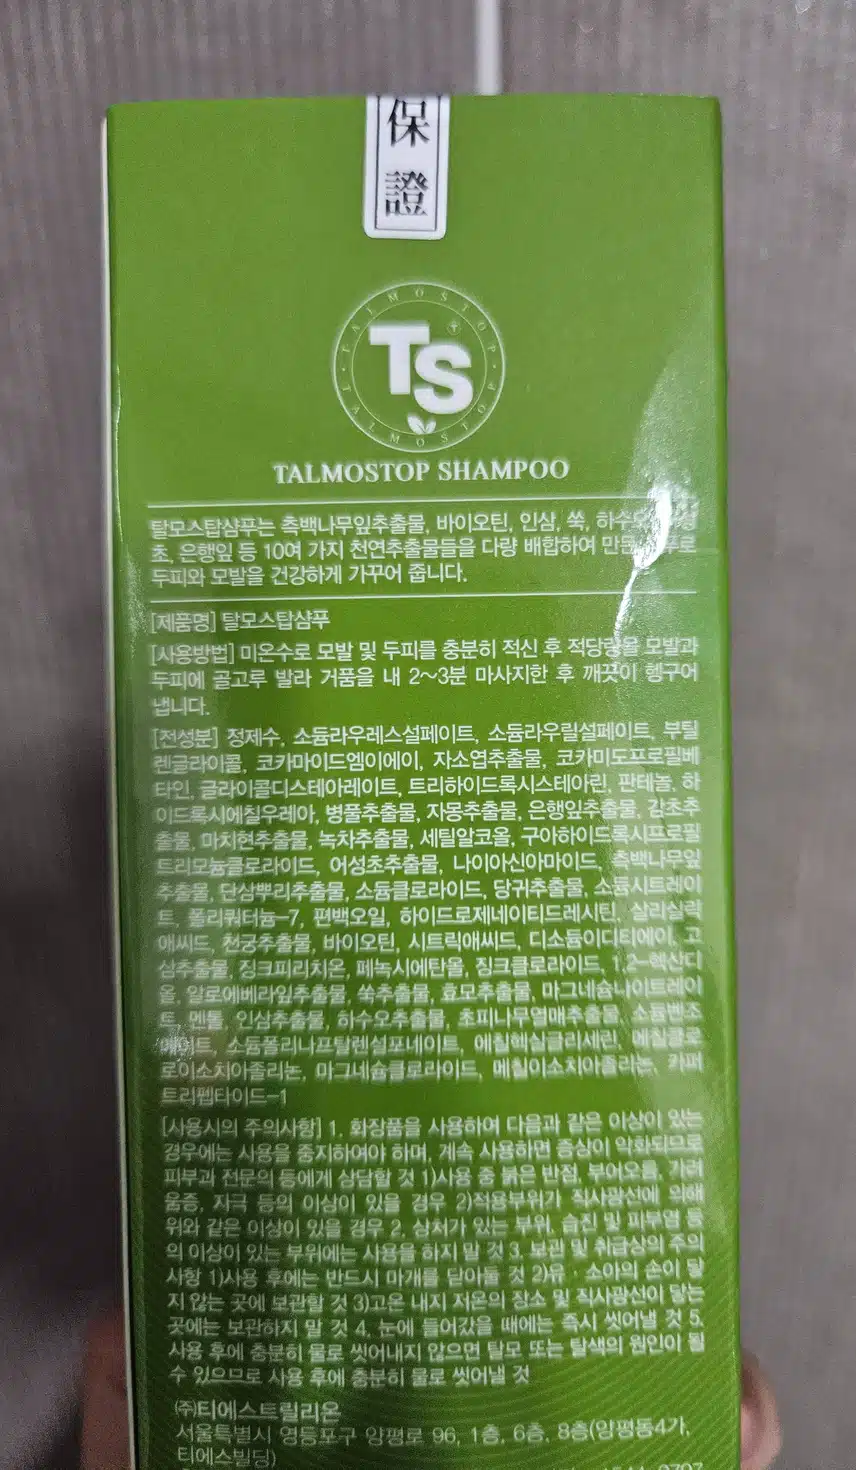 保
證
TALMOSTOP
TS
TALMOSTOP
TALMOSTOP SHAMPOO
탈모스탑샴푸는 측백나무잎추출물, 바이오틴, 인삼, 쑥,
초, 은행잎 등 10여 가지 천연추출물들을 다량 배합하여
두피와 모발을 건강하게 가꾸어 줍니다.
[제품명] 탈모스탑샴푸
[사용방법] 미온수로 모발 및 두피를 충분히 적신 후 적당량을 모발과
두피에 골고루 발라 거품을 내 2~3분 마사지한 후 깨끗이 헹구어
냅니다.
[전성분] 정제수, 소듐라우레스설페이트, 소듐라우릴설페이트, 부틸
렌글라이콜, 코카마이드엠이에이, 자소엽추출물, 코카미도프로필베
타인, 글라이콜디스테아레이트, 트리하이드록시스테아린, 판테놀, 하
이드록시에칠우레아, 병풀추출물, 자몽추출물, 은행잎추출물, 감초추
출물, 마치현추출물, 녹차추출물, 세틸알코올, 구아하이드록시프로필
트리모늄클로라이드, 어성초추출물, 나이아신아마이드, 측백나무잎
추출물, 단삼뿌리추출물, 소듐클로라이드, 당귀추출물, 소듐시트레이
트, 폴리쿼터늄-7, 편백오일, 하이드로제네이티드레시틴, 살리실릭
애씨드, 천궁추출물, 바이오틴, 시트릭애씨드, 디소듐이디티에이, 고
삼추출물, 징크피리치온, 페녹시에탄올, 징크클로라이드, 1,2-헥산디
올, 알로에베라잎추출물, 쑥추출물, 효모추출물, 마그네슘나이트레이
트, 멘톨, 인삼추출물, 하수오추출물, 초피나무열매추출물, 소듐벤조
에이트, 소듐폴리나프탈렌설포네이트, 에칠헥실글리세린, 메칠클로
로이소치아졸리논, 마그네슘클로라이드, 메칠이소치아졸리논, 카퍼
트리펩타이드-1
[사용시의 주의사항] 1. 화장품을 사용하여 다음과 같은 이상이 있는
경우에는 사용을 중지하여야 하며, 계속 사용하면 증상이 악화되므로
피부과 전문의 등에게 상담할 것 1)사용 중 붉은 반점, 부어오름, 가려
움증, 자극 등의 이상이 있을 경우 2)적용부위가 직사광선에 의해
위와 같은 이상이 있을 경우 2. 상처가 있는 부위, 습진 및 피부염 등
의 이상이 있는 부위에는 사용을 하지 말 것 3. 보관 및 취급상의 주의
사항 1)사용 후에는 반드시 마개를 닫아둘 것 2)유·소아의 손이 닿
지 않는 곳에 보관할 것 3)고온 내지 저온의 장소 및 직사광선이 닿는
곳에는 보관하지 말 것 4. 눈에 들어갔을 때에는 즉시 씻어낼 것 5.
사용 후에 충분히 물로 씻어내지 않으면 탈모 또는 탈색의 원인이 될
수 있으므로 사용 후에 충분히 물로 씻어낼 것
㈜티에스트릴리온
서울특별시 영등포구 양평로 96, 1층, 6층, 8층(양평동4가,
티에스빌딩)